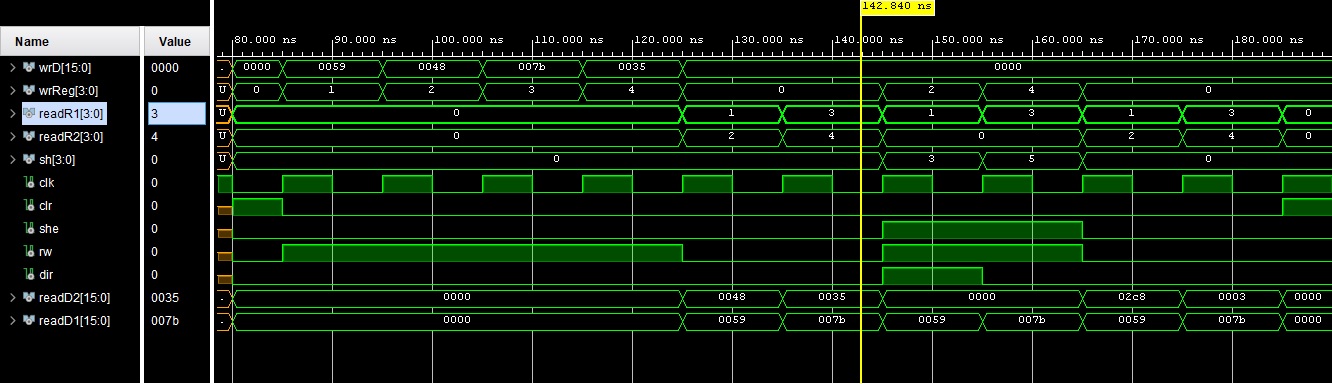 142.840 ns
Name Value 80.000 ns 90.000 ns 100.000 ns 110.000 ns 120.000 ns 130.000 ns 140.000 ns 150.000 ns 160.000 ns 170.000 ns 180.000 ns
wrD[15:0] 0000 . 0000 0059 0048 007b 0035 0000
wrReg[3:0] 0 U 0 1 2 3 4 0 2 4 0
readR1[3:0] 3 U 0 1 3 1 3 1 3 0
readR2[3:0] 4 U 0 2 4 0 2 4 0
sh[3:0] 0 U 0 3 5 0
clk 0
clr 0
she 0
rw 0
dir 0
readD2[15:0] 0035 . 0000 0048 0035 0000 02c8 0003 0000
readD1[15:0] 007b . 0000 0059 007b 0059 007b 0059 007b 0000